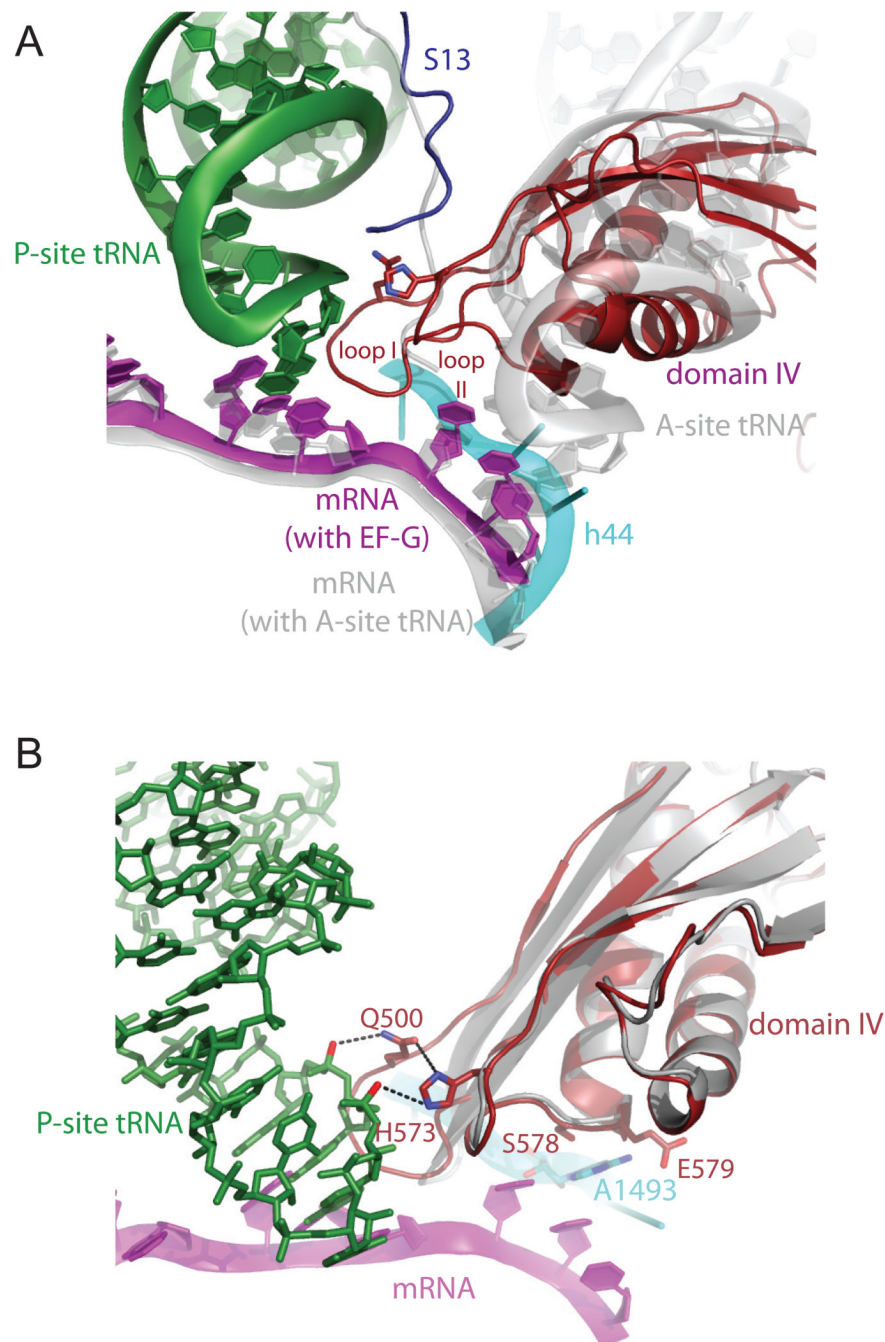 A
S13
P-site tRNA
loop I
loop
II
domain IV
A-site tRNA
mRNA
(with EF-G)
h44
mRNA
(with A-site tRNA)
B
Q500
domain IV
P-site tRNA
H573
S578
E579
A1493
mRNA